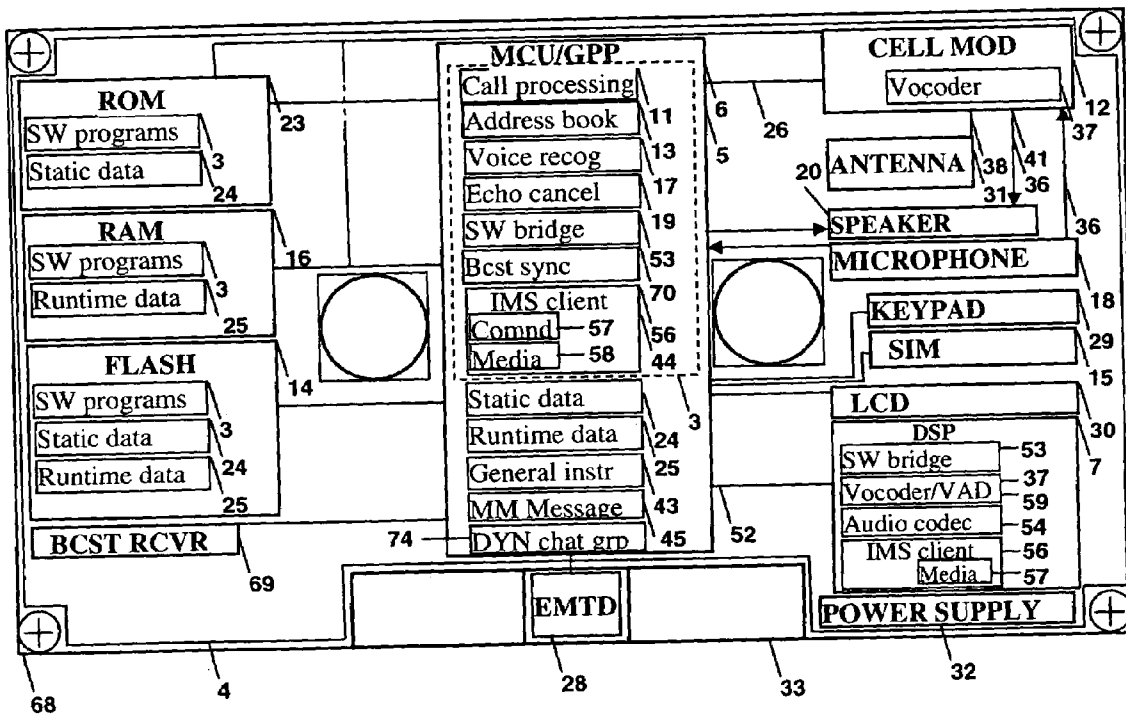 ROM
SW programs
3
Static data
24
23
RAM
SW programs
3
Runtime data
25
16
FLASH
SW programs
3
Static data
24
Runtime data
25
14
BCST RCVR
69
MCU/GPP
Call processing
11
Address book
13
Voice recog
17
Echo cancel
19
SW bridge
53
Bcst sync
70
IMS client
56
Comnd
57
Media
58
44
3
Static data
24
Runtime data
25
General instr
43
MM Message
45
74
DYN chat grp
6
5
26
52
CELL MOD
Vocoder
12
37
ANTENNA
38
31
41
36
20
SPEAKER
36
MICROPHONE
18
KEYPAD
29
SIM
15
LCD
30
DSP
7
SW bridge
53
Vocoder/VAD
37
59
Audio codec
54
IMS client
56
Media
57
POWER SUPPLY
32
EMTD
28
33
68
4